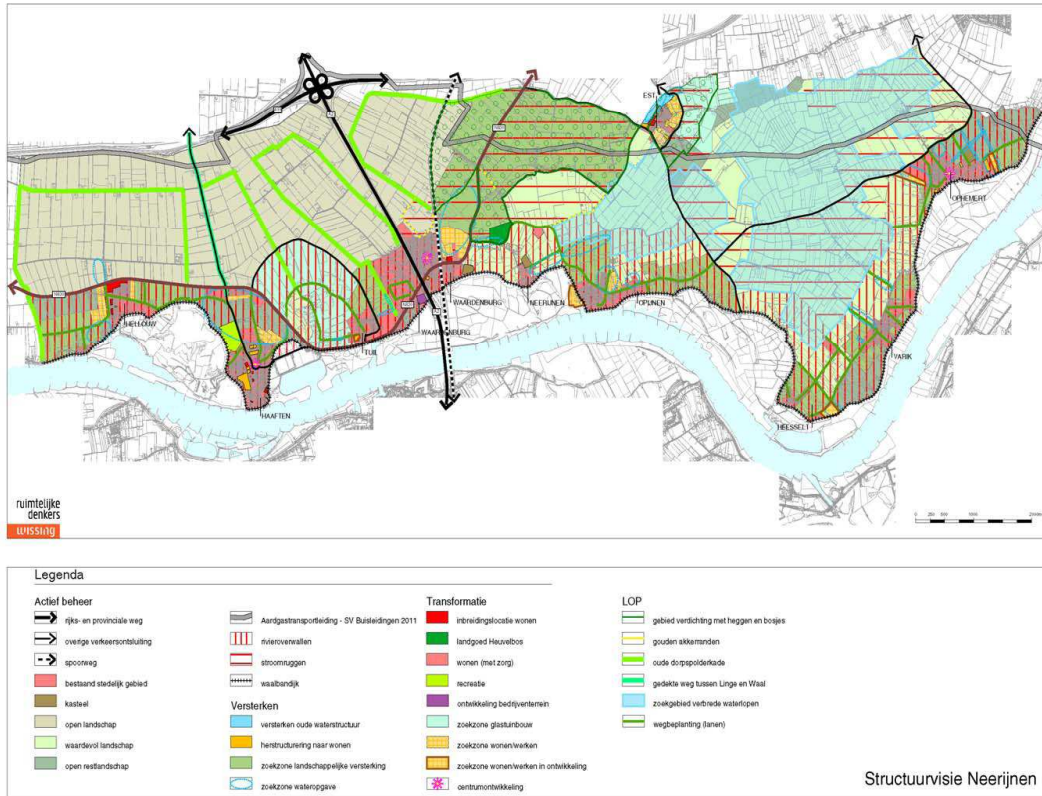 EST
OPHEMERT
HELLOUW
HAAFTEN
TUIL
WAARDENBURG
WAARDENBURG
NEERIJNEN
OPIJNEN
VARIK
HEESSELT
ruimtelijke
denkers
wissing
Legenda
Actief beheer
rijks- en provinciale weg
overige verkeersontsluiting
spoorweg
bestaand stedelijk gebied
kasteel
open landschap
waardevol landschap
open restlandschap
Aardgastransportleiding - SV Buisleidingen 2011
rivieroverwallen
stroomruggen
waalbandijk
Versterken
versterken oude waterstructuur
herstructurering naar wonen
zoekzone landschappelijke versterking
zoekzone wateropgave
Transformatie
inbreidingslocatie wonen
landgoed Heuvelbos
wonen (met zorg)
recreatie
ontwikkeling bedrijventerrein
zoekzone glastuinbouw
zoekzone wonen/werken
zoekzone wonen/werken in ontwikkeling
centrumontwikkeling
LOP
gebied verdichting met heggen en bosjes
gouden akkerranden
oude dorpspolderkade
gedekte weg tussen Linge en Waal
zoekgebied verbrede waterlopen
wegbeplanting (lanen)
Structuurvisie Neerijnen